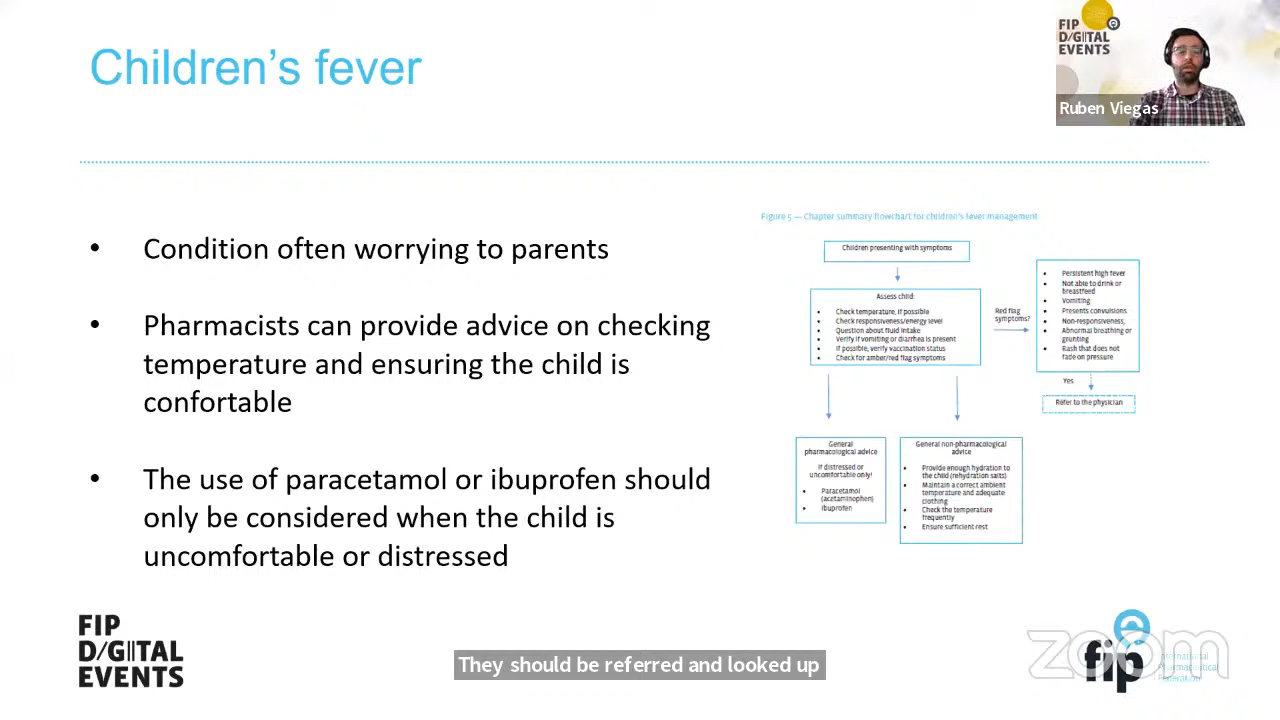 Children's fever
FIP
D/G|TAL
EVENTS
Ruben Viegas
• Condition often worrying to parents
• Pharmacists can provide advice on checking
temperature and ensuring the child is
confortable
• The use of paracetamol or ibuprofen should
only be considered when the child is
uncomfortable or distressed
Figure 5 — Chapter summary flowchart for children's fever management
Children presenting with symptoms
Assess child:
• Check temperature, if possible
• Check responsiveness/energy level
• Question about fluid intake
• Verify if vomiting or diarrhea is present
• If possible, verify vaccination status
• Check for amber/red flag symptoms
Red flag
symptoms?
• Persistent high fever
• Not able to drink or
breastfeed
• Vomiting
• Presents convulsions
• Non-responsiveness,
• Abnormal breathing or
grunting
• Rash that does not
fade on pressure
Yes
Refer to the physician
General
pharmacological advice
If distressed or
uncomfortable only!
• Paracetamol
(acetaminophen)
• Ibuprofen
General non-pharmacological
advice
• Provide enough hydration to
the child (rehydration salts)
• Maintain a correct ambient
temperature and adequate
clothing
• Check the temperature
frequently
• Ensure sufficient rest
FIP
D/G||TAL
EVENTS
They should be referred and looked up
zoom
fip
International
Pharmaceutical
Federation